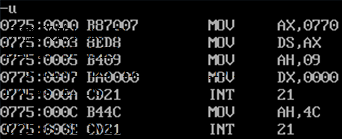 -u
0775:0000 B87007 MOV AX,0770
0775:0003 8ED8 MOV DS,AX
0775:0005 B409 MOV AH,09
0775:0007 BA0000 MOV DX,0000
0775:000A CD21 INT 21
0775:000C B44C MOV AH,4C
0775:000E CD21 INT 21